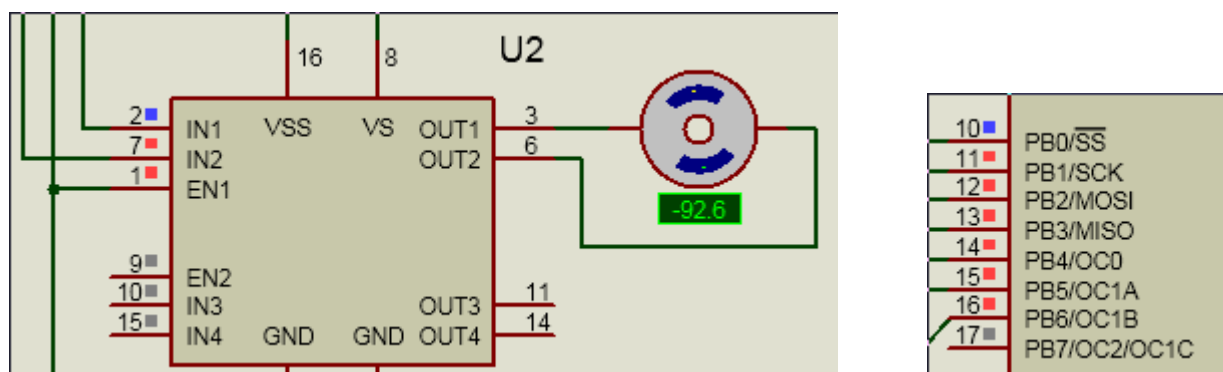 U2
16 8
2 IN1 VSS VS OUT1 3
7 IN2 OUT2 6
1 EN1
-92.6
9 EN2
10 IN3 OUT3 11
15 IN4 GND GND OUT4 14
10 PB0/SS
11 PB1/SCK
12 PB2/MOSI
13 PB3/MISO
14 PB4/OC0
15 PB5/OC1A
16 PB6/OC1B
17 PB7/OC2/OC1C